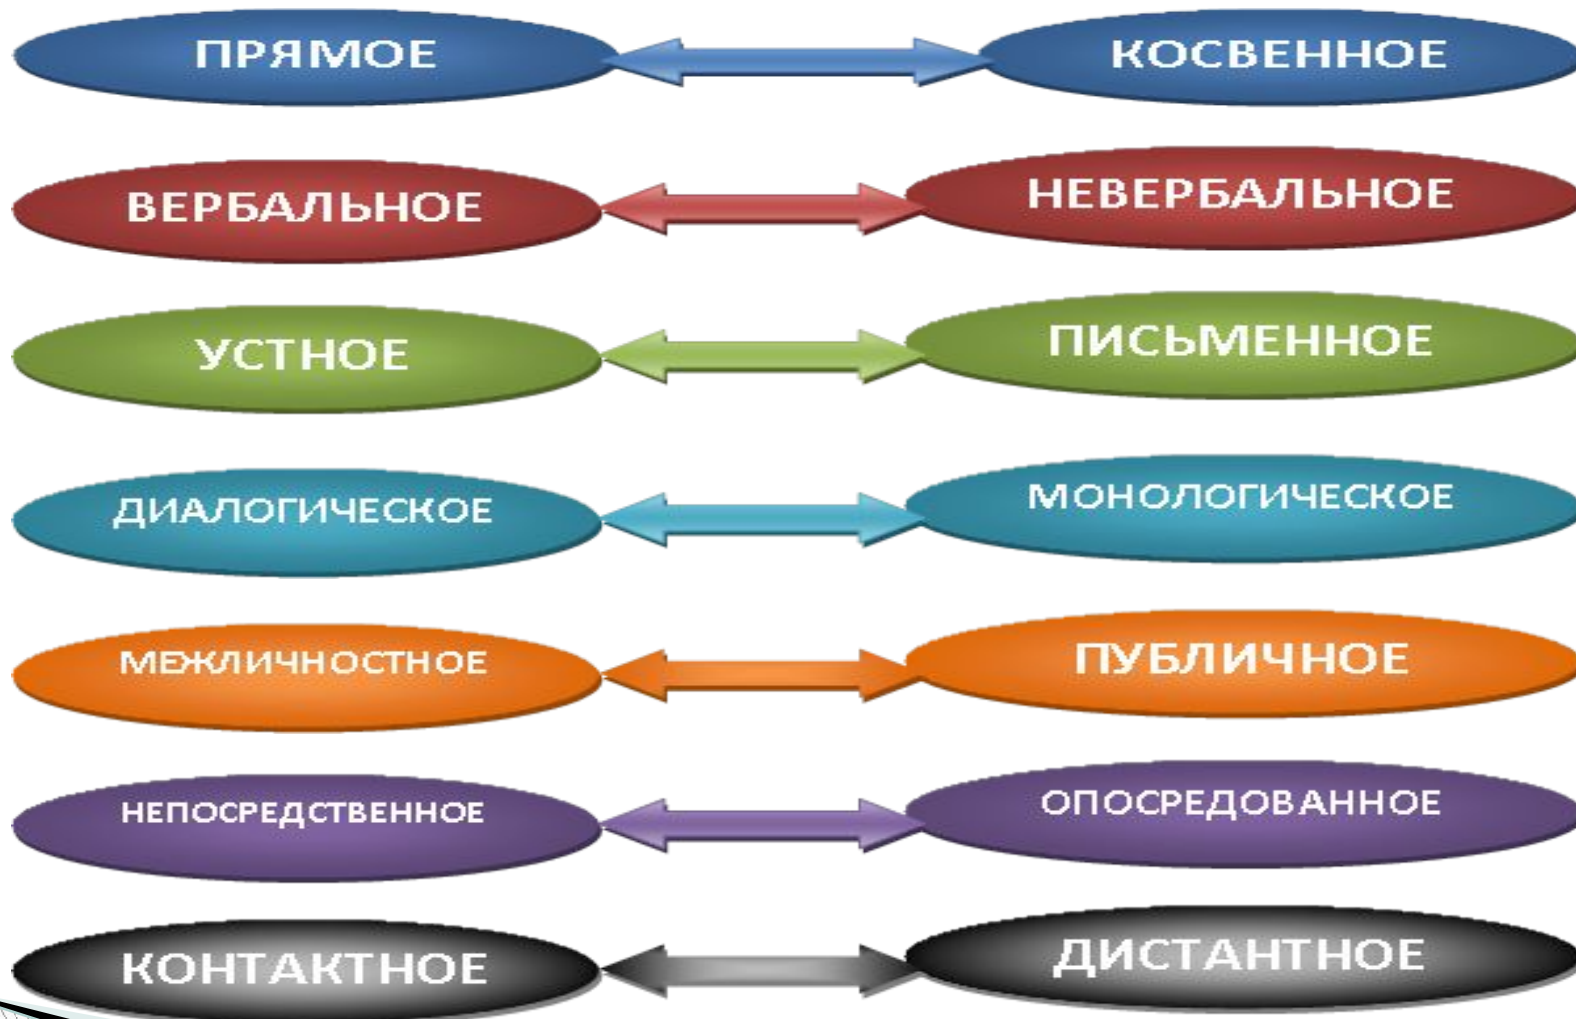 ПРЯМОЕ
КОСВЕННОЕ
ВЕРБАЛЬНОЕ
НЕВЕРБАЛЬНОЕ
УСТНОЕ
ПИСЬМЕННОЕ
ДИАЛОГИЧЕСКОЕ
МОНОЛОГИЧЕСКОЕ
МЕЖЛИЧНОСТНОЕ
ПУБЛИЧНОЕ
НЕПОСРЕДСТВЕННОЕ
ОПОСРЕДОВАННОЕ
КОНТАКТНОЕ
ДИСТАНТНОЕ